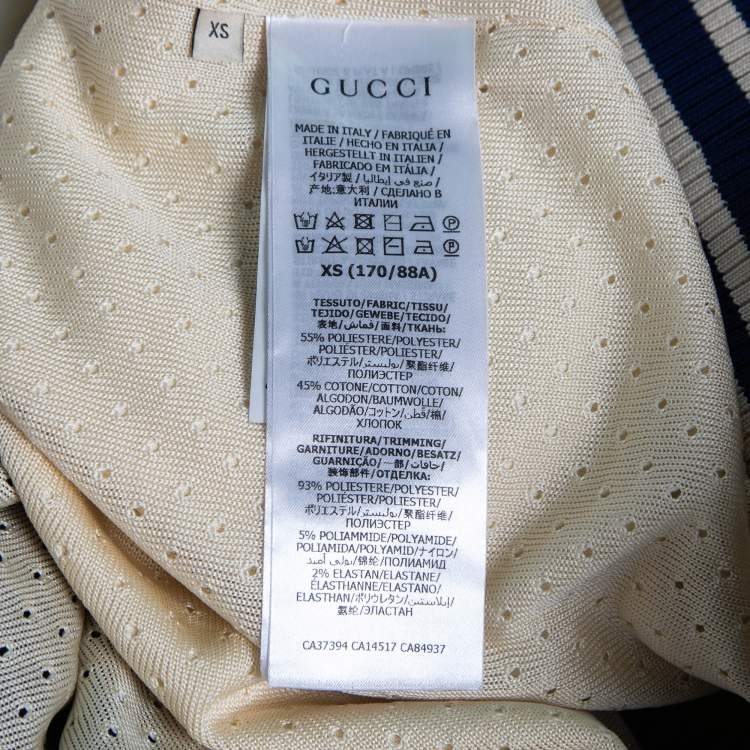 XS
GUCCI
MADE IN ITALY / FABRIQUÉ EN
ITALIE / HECHO EN ITALIA /
HERGESTELLT IN ITALIEN /
FABRICADO EM ITÁLIA /
イタリア製 / صنع في إيطاليا /
产地:意大利 / СДЕЛАНО В
ИТАЛИИ
XS (170/88A)
TESSUTO/FABRIC/TISSU/
TEJIDO/GEWEBE/TECIDO/
表地/قماش/面料/ТКАНЬ:
55% POLIESTERE/POLYESTER/
POLIÉSTER/POLYESTER/
ポリエステル/بوليستر/聚酯纤维/
ПОЛИЭСТЕР
45% COTONE/COTTON/COTON/
ALGODON/BAUMWOLLE/
ALGODÃO/コットン/قطن/棉/
ХЛОПОК
RIFINITURA/TRIMMING/
GARNITURE/ADORNO/BESATZ/
GUARNIÇÃO/一部/حافات/
装饰部件/ОТДЕЛКА:
93% POLIESTERE/POLYESTER/
POLIÉSTER/POLYESTER/
ポリエステル/بوليستر/聚酯纤维/
ПОЛИЭСТЕР
5% POLIAMMIDE/POLYAMIDE/
POLIAMIDA/POLYAMID/ナイロン/
بولي أميد/锦纶/ПОЛИАМИД
2% ELASTAN/ELASTANE/
ÉLASTHANNE/ELASTANO/
ELASTHAN/ポリウレタン/إيلاستين/
氨纶/ЭЛАСТАН
CA37394 CA14517 CA84937